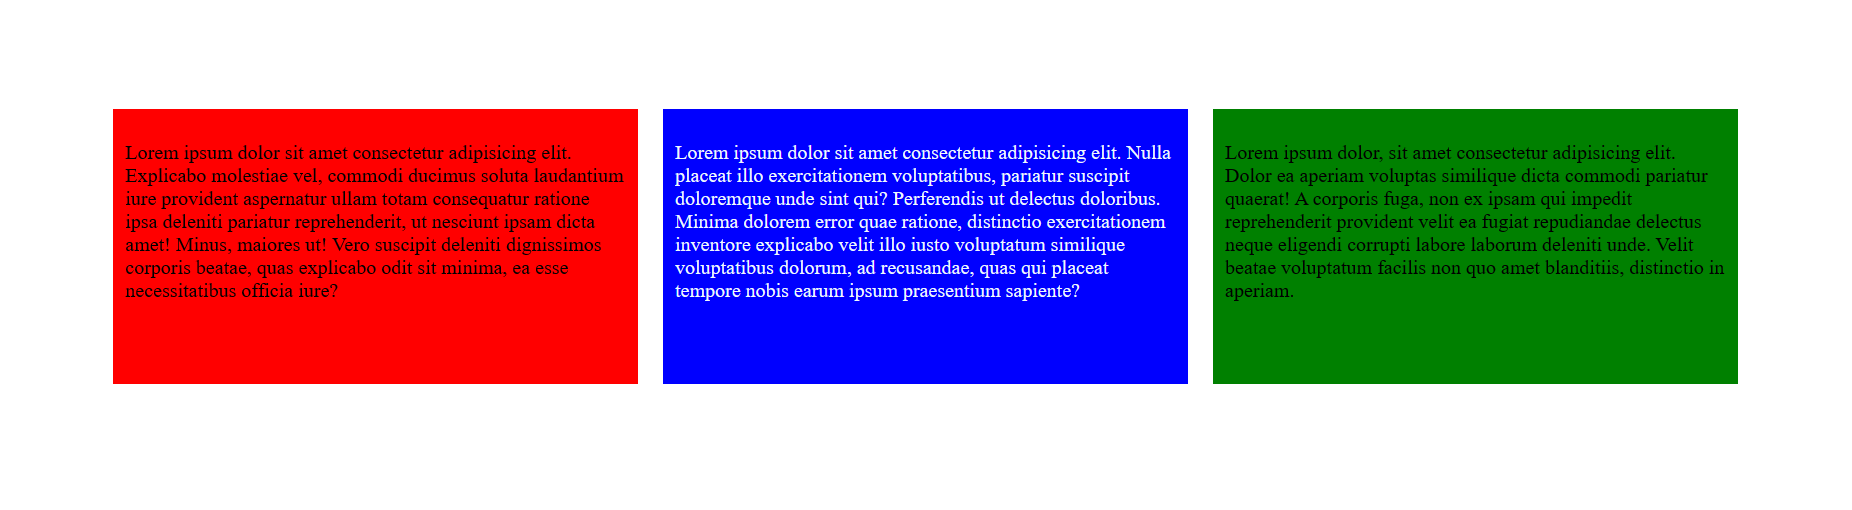 Lorem ipsum dolor sit amet consectetur adipisicing elit.
Explicabo molestiae vel, commodi ducimus soluta laudantium
iure provident aspernatur ullam totam consequatur ratione
ipsa deleniti pariatur reprehenderit, ut nesciunt ipsam dicta
amet! Minus, maiores ut! Vero suscipit deleniti dignissimos
corporis beatae, quas explicabo odit sit minima, ea esse
necessitatibus officia iure?
Lorem ipsum dolor sit amet consectetur adipisicing elit. Nulla
placeat illo exercitationem voluptatibus, pariatur suscipit
doloremque unde sint qui? Perferendis ut delectus doloribus.
Minima dolorem error quae ratione, distinctio exercitationem
inventore explicabo velit illo iusto voluptatum similique
voluptatibus dolorum, ad recusandae, quas qui placeat
tempore nobis earum ipsum praesentium sapiente?
Lorem ipsum dolor, sit amet consectetur adipisicing elit.
Dolor ea aperiam voluptas similique dicta commodi pariatur
quaerat! A corporis fuga, non ex ipsam qui impedit
reprehenderit provident velit ea fugiat repudiandae delectus
neque eligendi corrupti labore laborum deleniti unde. Velit
beatae voluptatum facilis non quo amet blanditiis, distinctio in
aperiam.